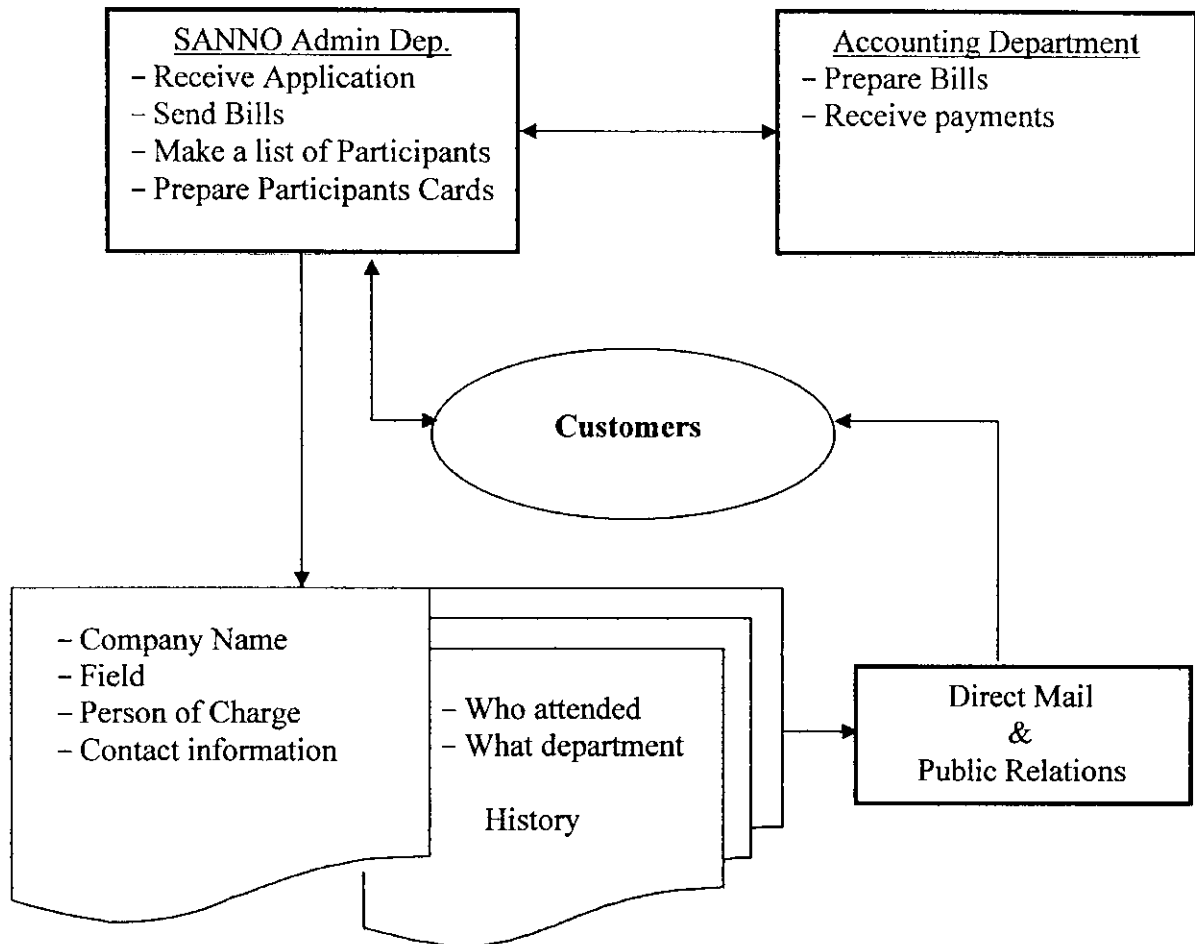 SANNO Admin Dep.
– Receive Application
– Send Bills
– Make a list of Participants
– Prepare Participants Cards
Accounting Department
– Prepare Bills
– Receive payments
Customers
– Company Name
– Field
– Person of Charge
– Contact information
– Who attended
– What department
History
Direct Mail
&
Public Relations